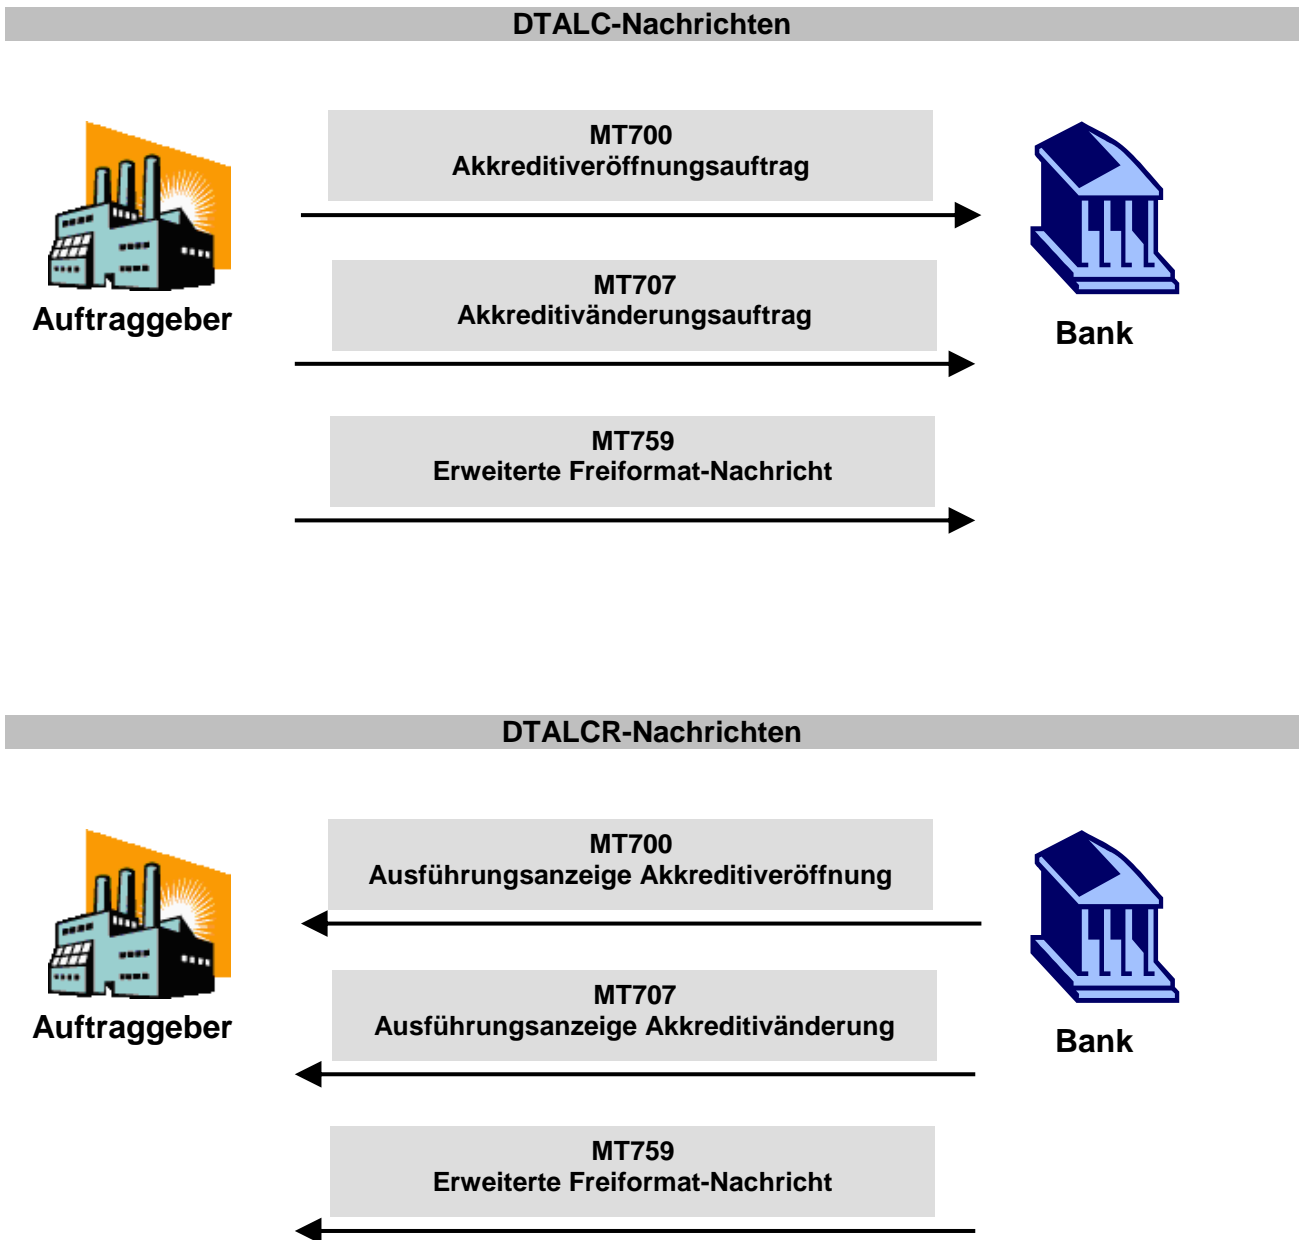 DTALC-Nachrichten
MT700
Akkreditiveröffnungsauftrag
MT707
Akkreditivänderungsauftrag
Auftraggeber
Bank
MT759
Erweiterte Freiformat-Nachricht
DTALCR-Nachrichten
MT700
Ausführungsanzeige Akkreditiveröffnung
MT707
Ausführungsanzeige Akkreditivänderung
Auftraggeber
Bank
MT759
Erweiterte Freiformat-Nachricht